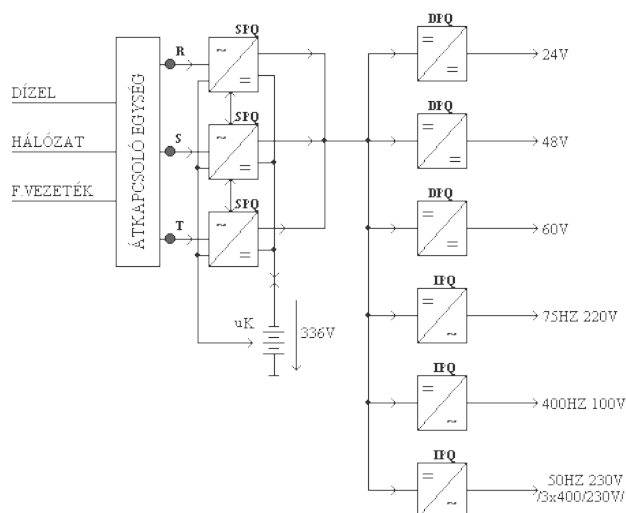 DÍZEL
HÁLÓZAT
F.VEZETÉK
ÁTKAPCSOLÓ EGYSÉG
R
S
T
SPQ
SPQ
SPQ
uK
336V
DPQ
24V
DPQ
48V
DPQ
60V
IPQ
75HZ 220V
IPQ
400HZ 100V
IPQ
50HZ 230V
/3x400/230V/